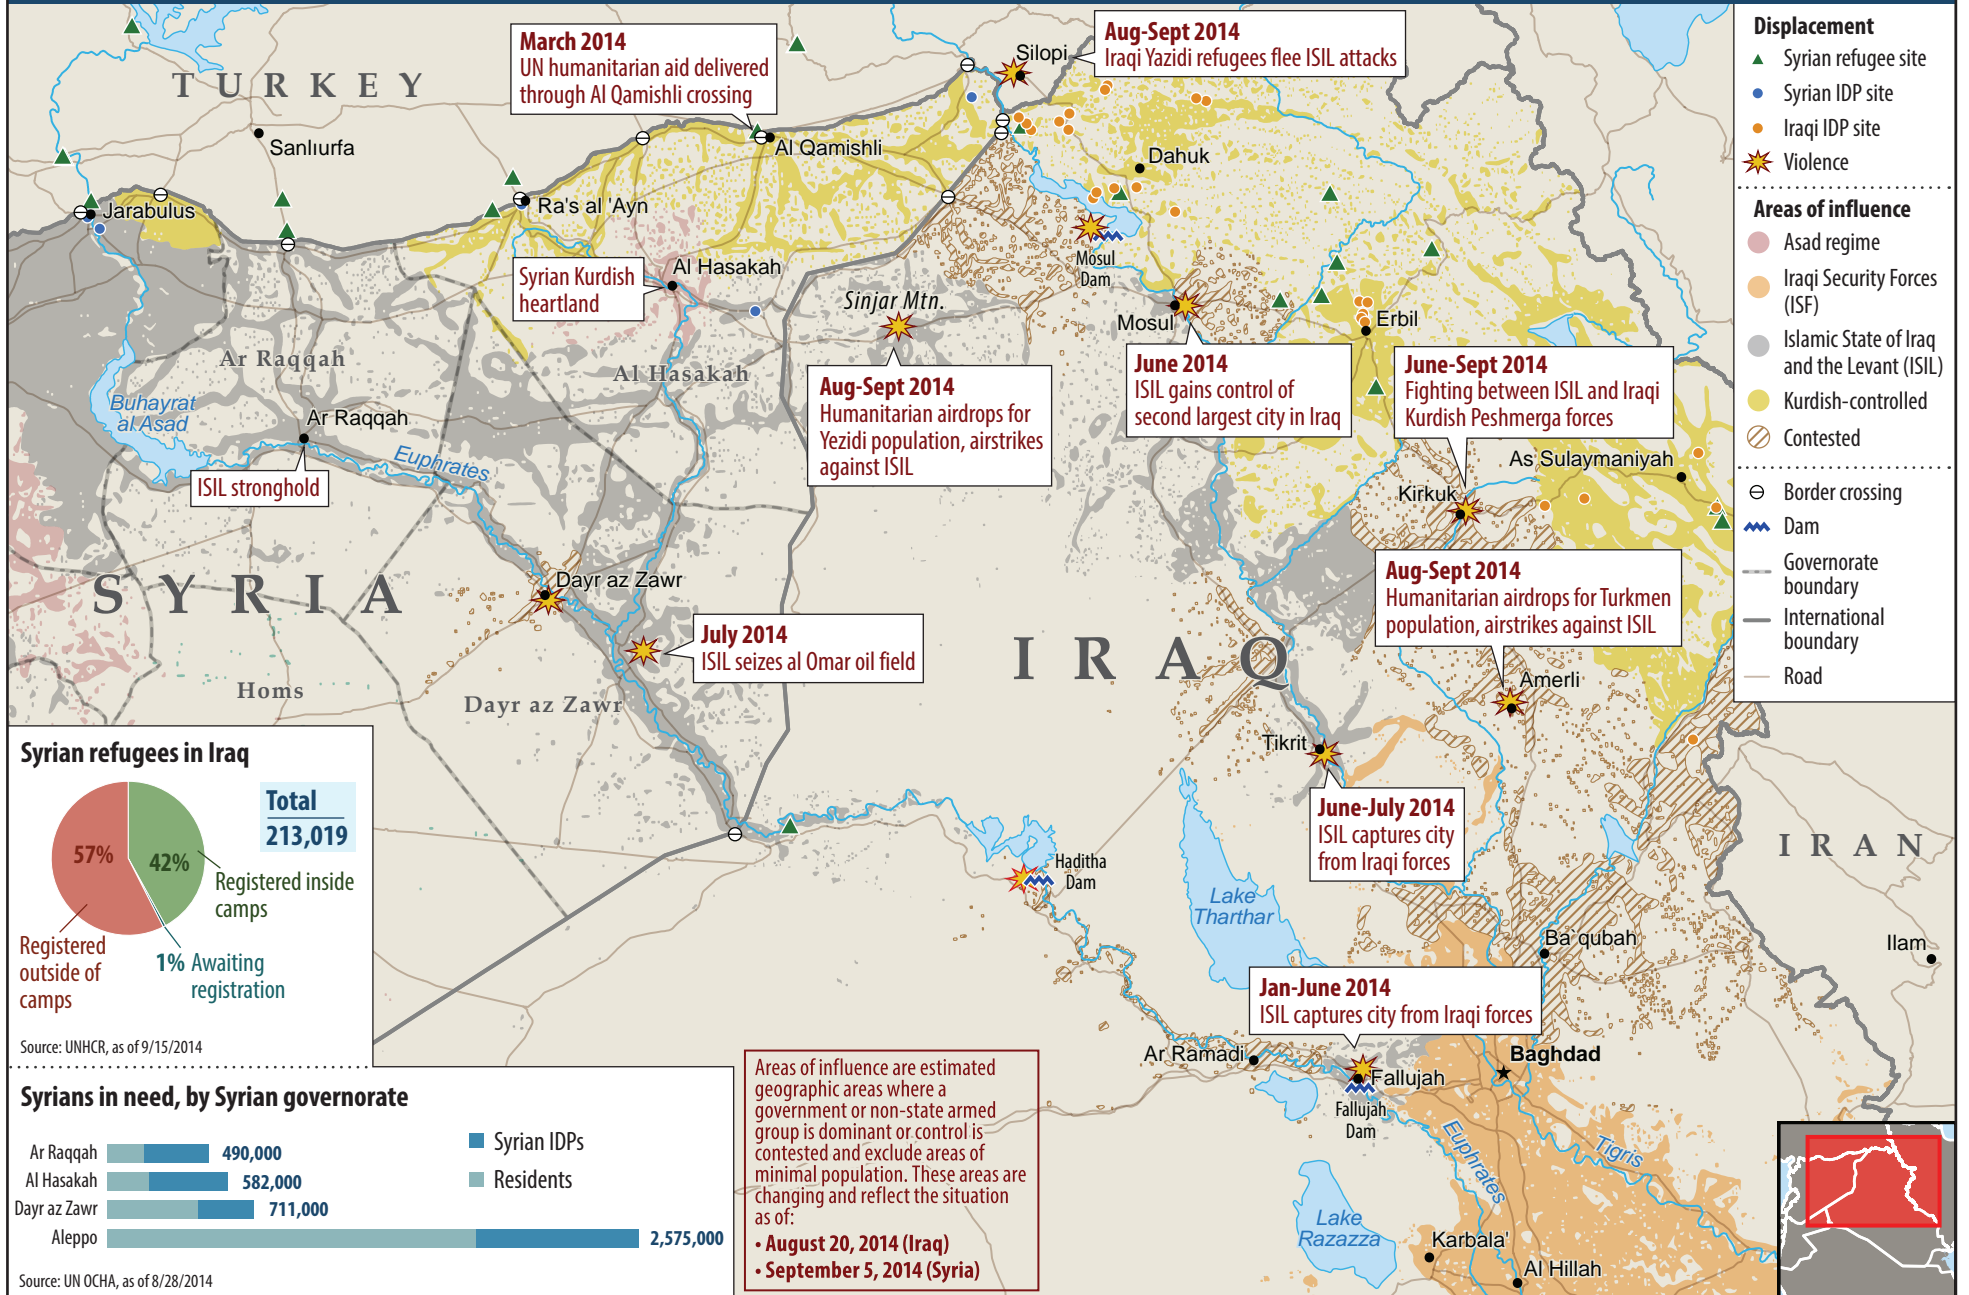 TURKEY
March 2014
UN humanitarian aid delivered
through Al Qamishli crossing
Silopi
Aug-Sept 2014
Iraqi Yazidi refugees flee ISIL attacks
Sanlıurfa
Al Qamishli
Dahuk
Jarabulus
Ra's al 'Ayn
Syrian Kurdish
heartland
Al Hasakah
Sinjar Mtn.
Mosul
Dam
Mosul
Erbil
Ar Raqqah
Al Hasakah
Aug-Sept 2014
Humanitarian airdrops for
Yezidi population, airstrikes
against ISIL
June 2014
ISIL gains control of
second largest city in Iraq
June-Sept 2014
Fighting between ISIL and Iraqi
Kurdish Peshmerga forces
Buhayrat
al Asad
Ar Raqqah
Euphrates
ISIL stronghold
As Sulaymaniyah
Kirkuk
SYRIA
Dayr az Zawr
Aug-Sept 2014
Humanitarian airdrops for Turkmen
population, airstrikes against ISIL
July 2014
ISIL seizes al Omar oil field
IRAQ
Amerli
Homs
Dayr az Zawr
Tikrit
June-July 2014
ISIL captures city
from Iraqi forces
IRAN
Haditha
Dam
Lake
Tharthar
Ba`qubah
Ilam
Jan-June 2014
ISIL captures city from Iraqi forces
Ar Ramadi
Baghdad
Fallujah
Fallujah
Dam
Euphrates
Tigris
Lake
Razazza
Karbala'
Al Hillah
Displacement
Syrian refugee site
Syrian IDP site
Iraqi IDP site
Violence
Areas of influence
Asad regime
Iraqi Security Forces
(ISF)
Islamic State of Iraq
and the Levant (ISIL)
Kurdish-controlled
Contested
Border crossing
Dam
Governorate
boundary
International
boundary
Road
Syrian refugees in Iraq
Total
213,019
57%
42%
Registered inside
camps
Registered
outside of
camps
1% Awaiting
registration
Source: UNHCR, as of 9/15/2014
Syrians in need, by Syrian governorate
Syrian IDPs
Residents
Ar Raqqah 490,000
Al Hasakah 582,000
Dayr az Zawr 711,000
Aleppo 2,575,000
Source: UN OCHA, as of 8/28/2014
Areas of influence are estimated
geographic areas where a
government or non-state armed
group is dominant or control is
contested and exclude areas of
minimal population. These areas are
changing and reflect the situation
as of:
• August 20, 2014 (Iraq)
• September 5, 2014 (Syria)